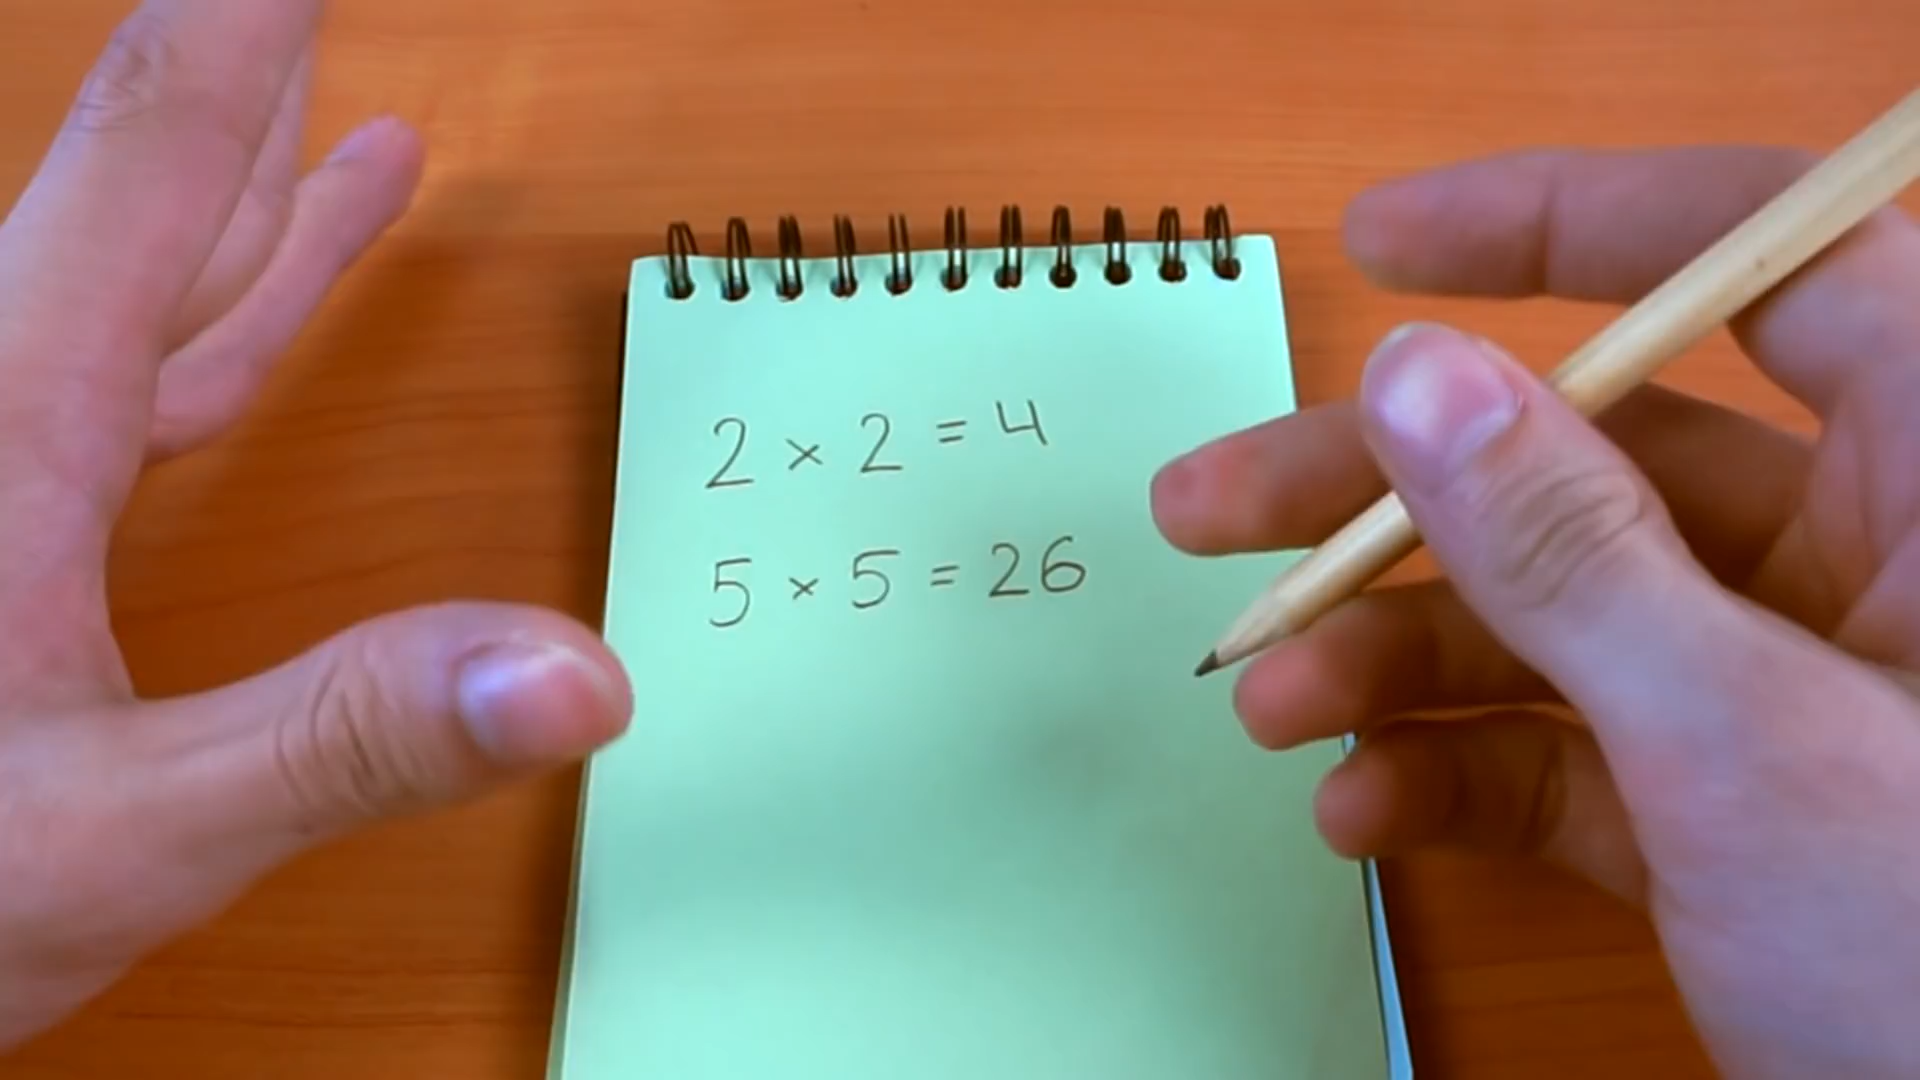 2 × 2 = 4
5 × 5 = 26